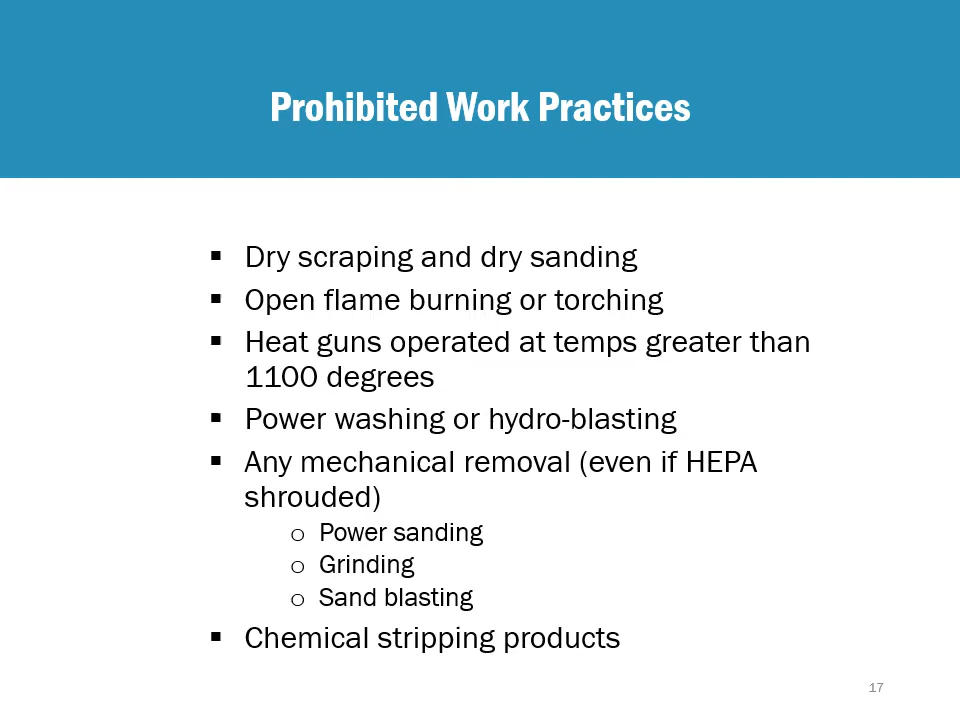 Prohibited Work Practices
▪ Dry scraping and dry sanding
▪ Open flame burning or torching
▪ Heat guns operated at temps greater than
1100 degrees
▪ Power washing or hydro-blasting
▪ Any mechanical removal (even if HEPA
shrouded)
o Power sanding
o Grinding
o Sand blasting
▪ Chemical stripping products
17